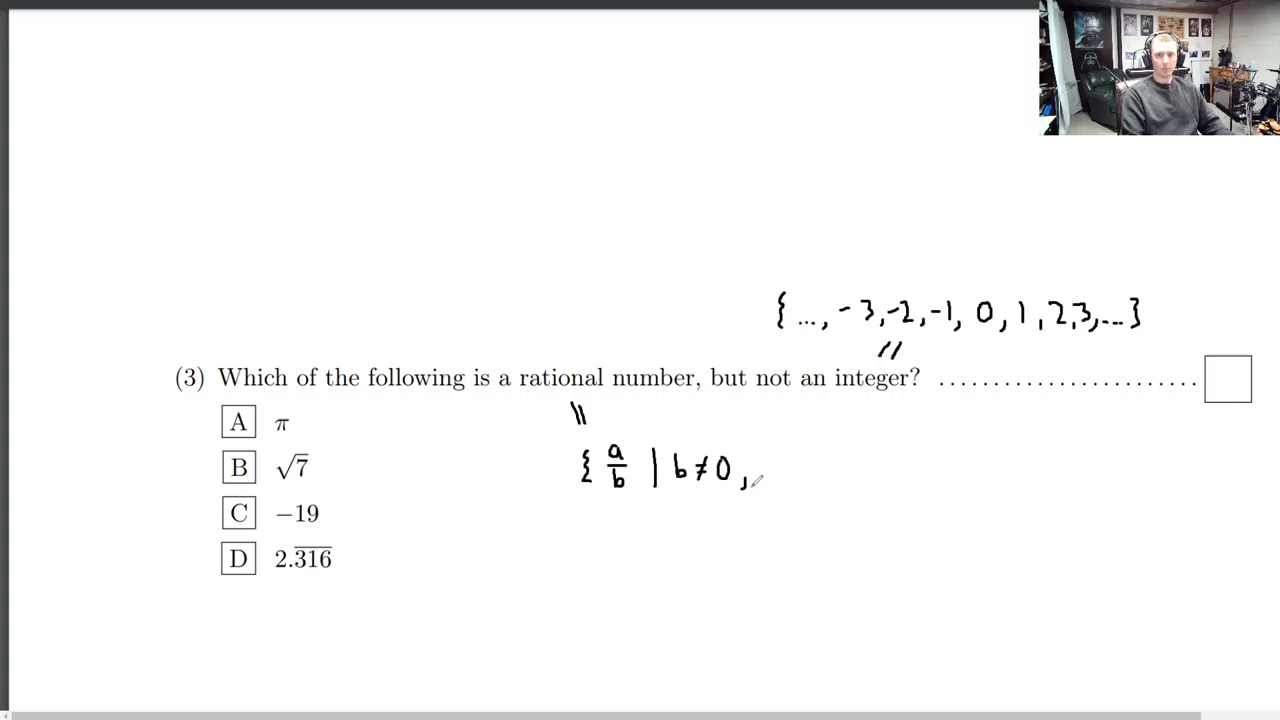 { ..., -3, -2, -1, 0, 1, 2, 3, ... }
(3) Which of the following is a rational number, but not an integer? ........................
A π
{ a/b | b ≠ 0 ,
B √7
C −19
D 2.3̅1̅6̅